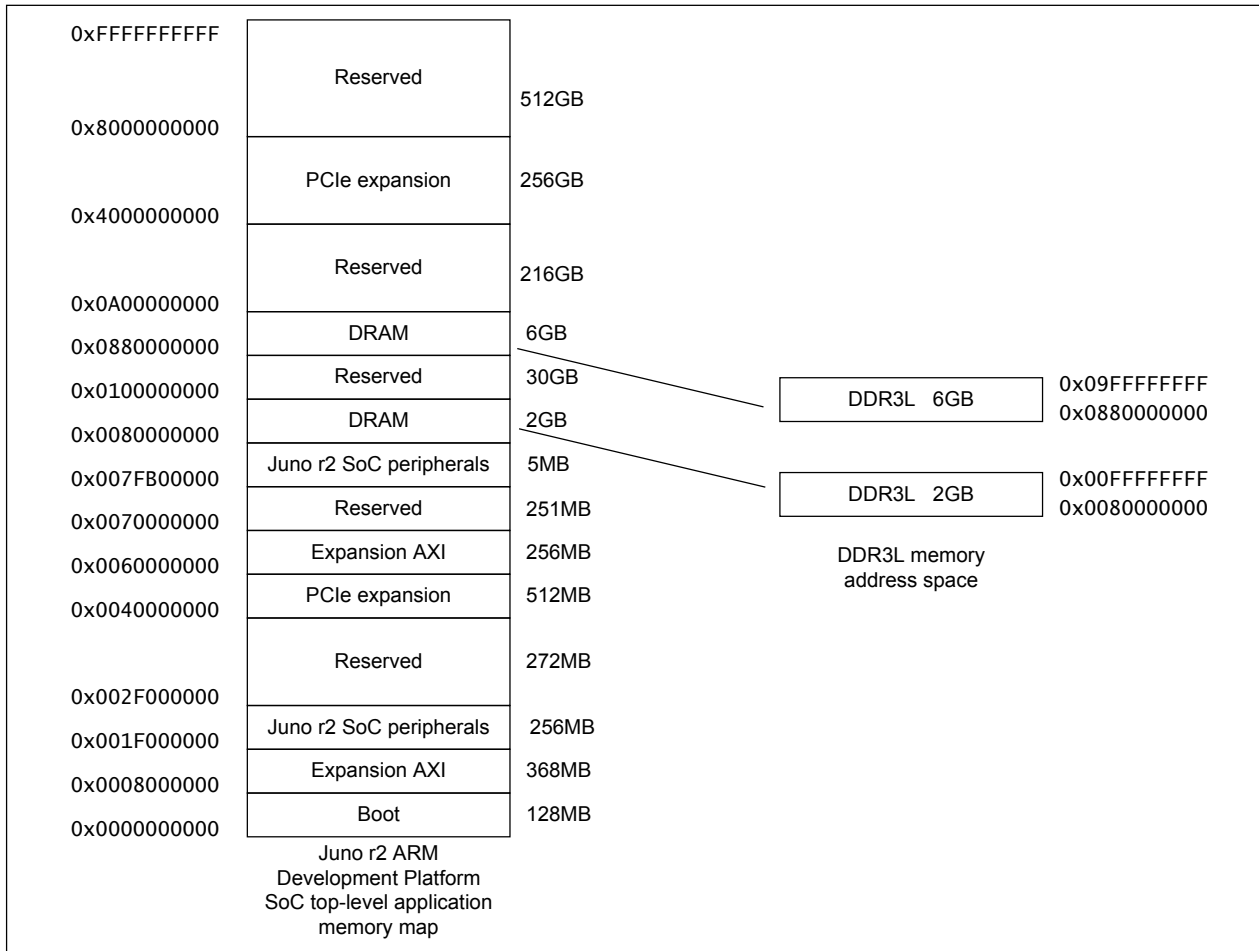 0xFFFFFFFFFF
Reserved
512GB
0x8000000000
PCIe expansion 256GB
0x4000000000
Reserved
216GB
0x0A00000000
DRAM 6GB
0x0880000000
Reserved 30GB
0x0100000000
DRAM 2GB
0x0080000000
Juno r2 SoC peripherals 5MB
0x007FB00000
Reserved 251MB
0x0070000000
Expansion AXI 256MB
0x0060000000
PCIe expansion 512MB
0x0040000000
Reserved 272MB
0x002F000000
Juno r2 SoC peripherals 256MB
0x001F000000
Expansion AXI 368MB
0x0008000000
Boot 128MB
0x0000000000
Juno r2 ARM
Development Platform
SoC top-level application
memory map
0x09FFFFFFFF
DDR3L 6GB
0x0880000000
0x00FFFFFFFF
DDR3L 2GB
0x0080000000
DDR3L memory
address space